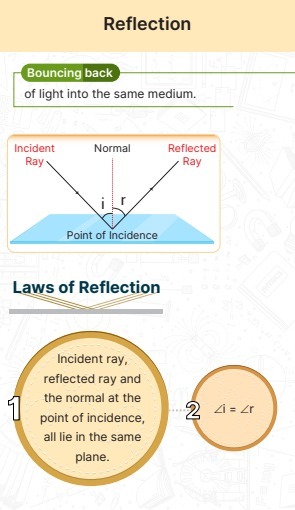 Reflection
Bouncing back
of light into the same medium.
Incident Normal Reflected
Ray Ray
i r
Point of Incidence
Laws of Reflection
1
Incident ray,
reflected ray and
the normal at the
point of incidence,
all lie in the same
plane.
2
∠i = ∠r